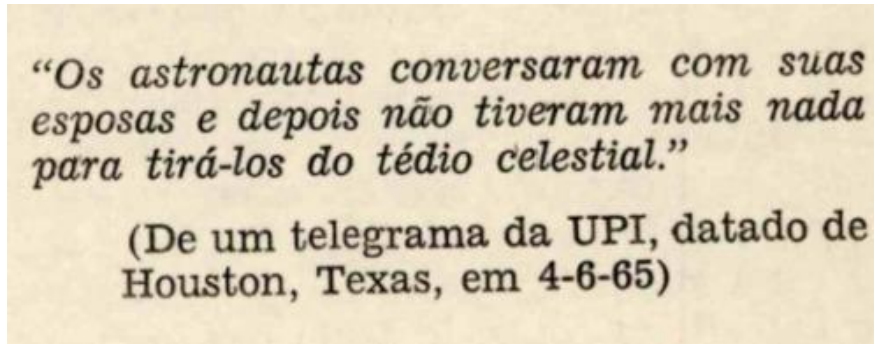 “Os astronautas conversaram com suas
esposas e depois não tiveram mais nada
para tirá-los do tédio celestial.”
(De um telegrama da UPI, datado de
Houston, Texas, em 4-6-65)